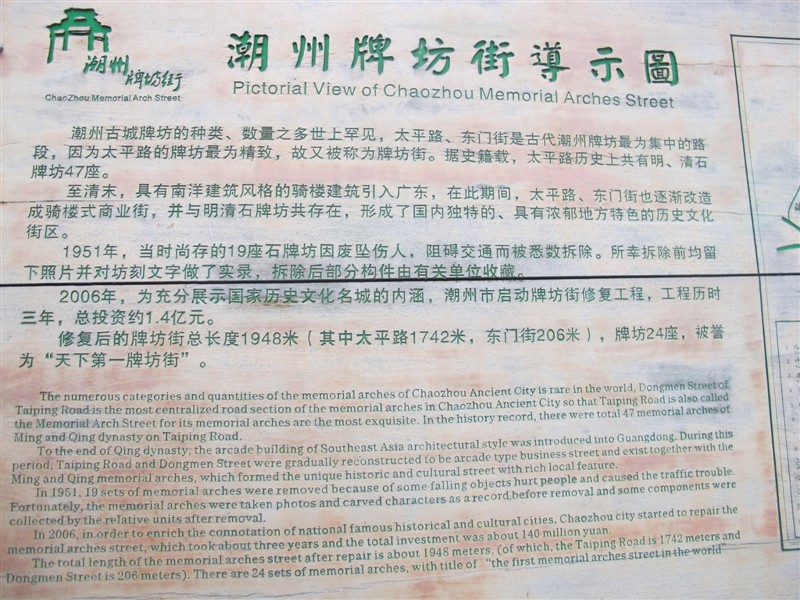 潮州牌坊街
ChaoZhou Memorial Arch Street
潮州牌坊街導示圖
Pictorial View of Chaozhou Memorial Arches Street
潮州古城牌坊的种类、数量之多世上罕见，太平路、东门街是古代潮州牌坊最为集中的路
段，因为太平路的牌坊最为精致，故又被称为牌坊街。据史籍载，太平路历史上共有明、清石
牌坊47座。
至清末，具有南洋建筑风格的骑楼建筑引入广东，在此期间，太平路、东门街也逐渐改造
成骑楼式商业街，并与明清石牌坊共存在，形成了国内独特的、具有浓郁地方特色的历史文化
街区。
1951年，当时尚存的19座石牌坊因废坠伤人，阻碍交通而被悉数拆除。所幸拆除前均留
下照片并对坊刻文字做了实录，拆除后部分构件由有关单位收藏。
2006年，为充分展示国家历史文化名城的内涵，潮州市启动牌坊街修复工程，工程历时
三年，总投资约1.4亿元。
修复后的牌坊街总长度1948米（其中太平路1742米，东门街206米），牌坊24座，被誉
为“天下第一牌坊街”。
The numerous categories and quantities of the memorial arches of Chaozhou Ancient City is rare in the world, Dongmen Street of
Taiping Road is the most centralized road section of the memorial arches in Chaozhou Ancient City so that Taiping Road is also called
the Memorial Arch Street for its memorial arches are the most exquisite. In the history record, there were total 47 memorial arches of
Ming and Qing dynasty on Taiping Road.
To the end of Qing dynasty, the arcade building of Southeast Asia architectural style was introduced into Guangdong. During this
period, Taiping Road and Dongmen Street were gradually reconstructed to be arcade type business street and exist together with the
Ming and Qing memorial arches, which formed the unique historic and cultural street with rich local feature.
In 1951, 19 sets of memorial arches were removed because of some falling objects hurt people and caused the traffic trouble.
Fortunately, the memorial arches were taken photos and carved characters as a record,before removal and some components were
collected by the relative units after removal.
In 2006, in order to enrich the connotation of national famous historical and cultural cities, Chaozhou city started to repair the
memorial arches street, which took about three years and the total investment was about 140 million yuan.
The total length of the memorial arches street after repair is about 1948 meters, (of which, the Taiping Road is 1742 meters and
Dongmen Street is 206 meters). There are 24 sets of memorial arches, with title of “the first memorial arches street in the world”